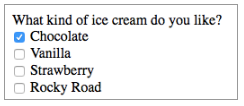 What kind of ice cream do you like?
Chocolate
Vanilla
Strawberry
Rocky Road